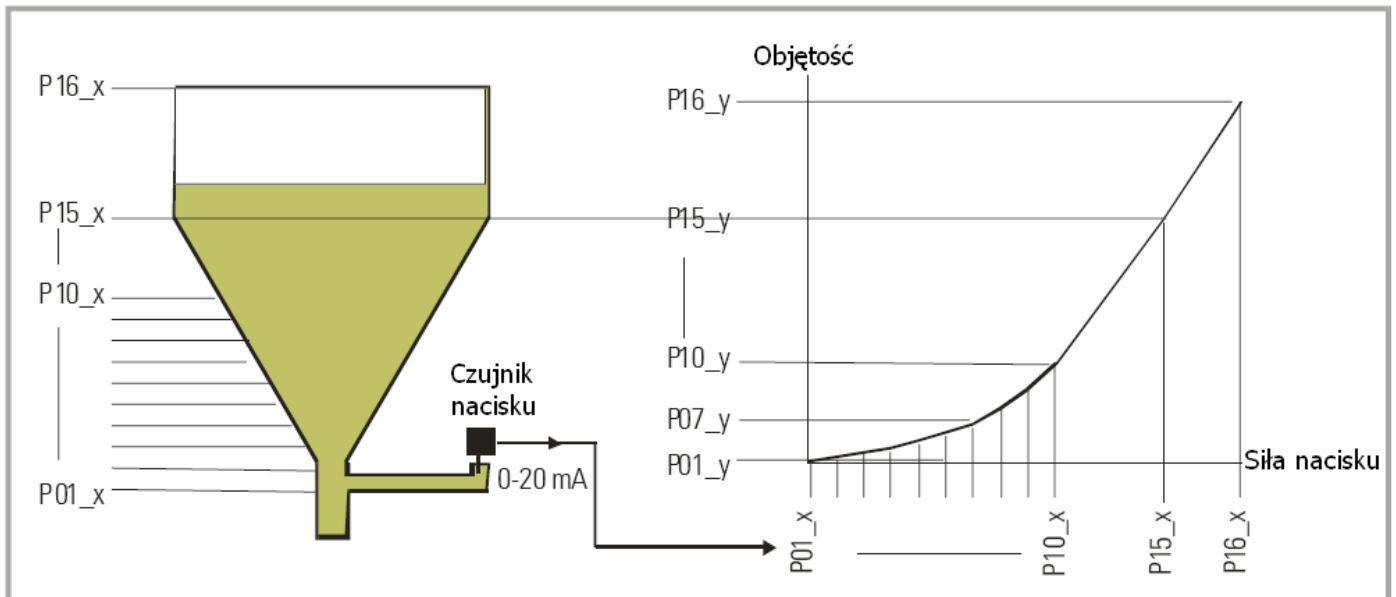 P16_x
P15_x
P10_x
P01_x
Czujnik
nacisku
0-20 mA
Objętość
P16_y
P15_y
P10_y
P07_y
P01_y
Siła nacisku
P01_x
P10_x
P15_x
P16_x